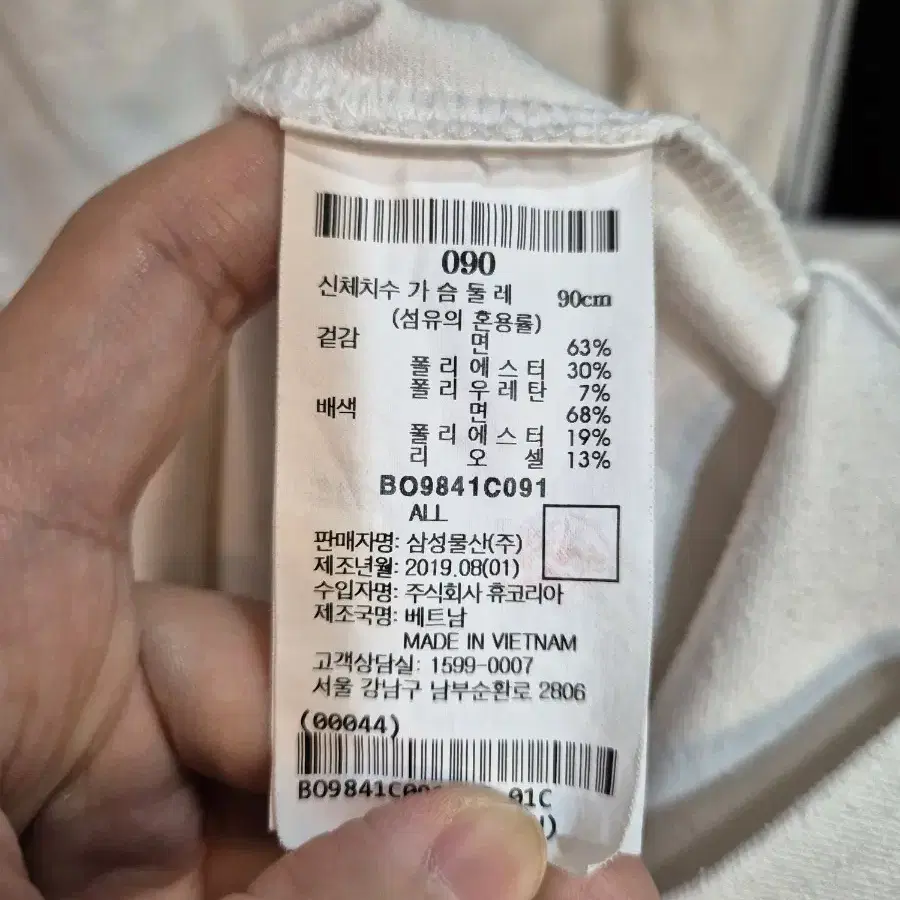 090
신체치수 가 슴 둘 레 90cm
(섬유의 혼용률)
겉감 면 63%
폴 리 에 스 터 30%
폴 리 우 레 탄 7%
배색 면 68%
폴 리 에 스 터 19%
리 오 셀 13%
BO9841C091
ALL
판매자명: 삼성물산(주)
제조년월: 2019.08(01)
수입자명: 주식회사 휴코리아
제조국명: 베트남
MADE IN VIETNAM
고객상담실: 1599-0007
서울 강남구 남부순환로 2806
(00044)